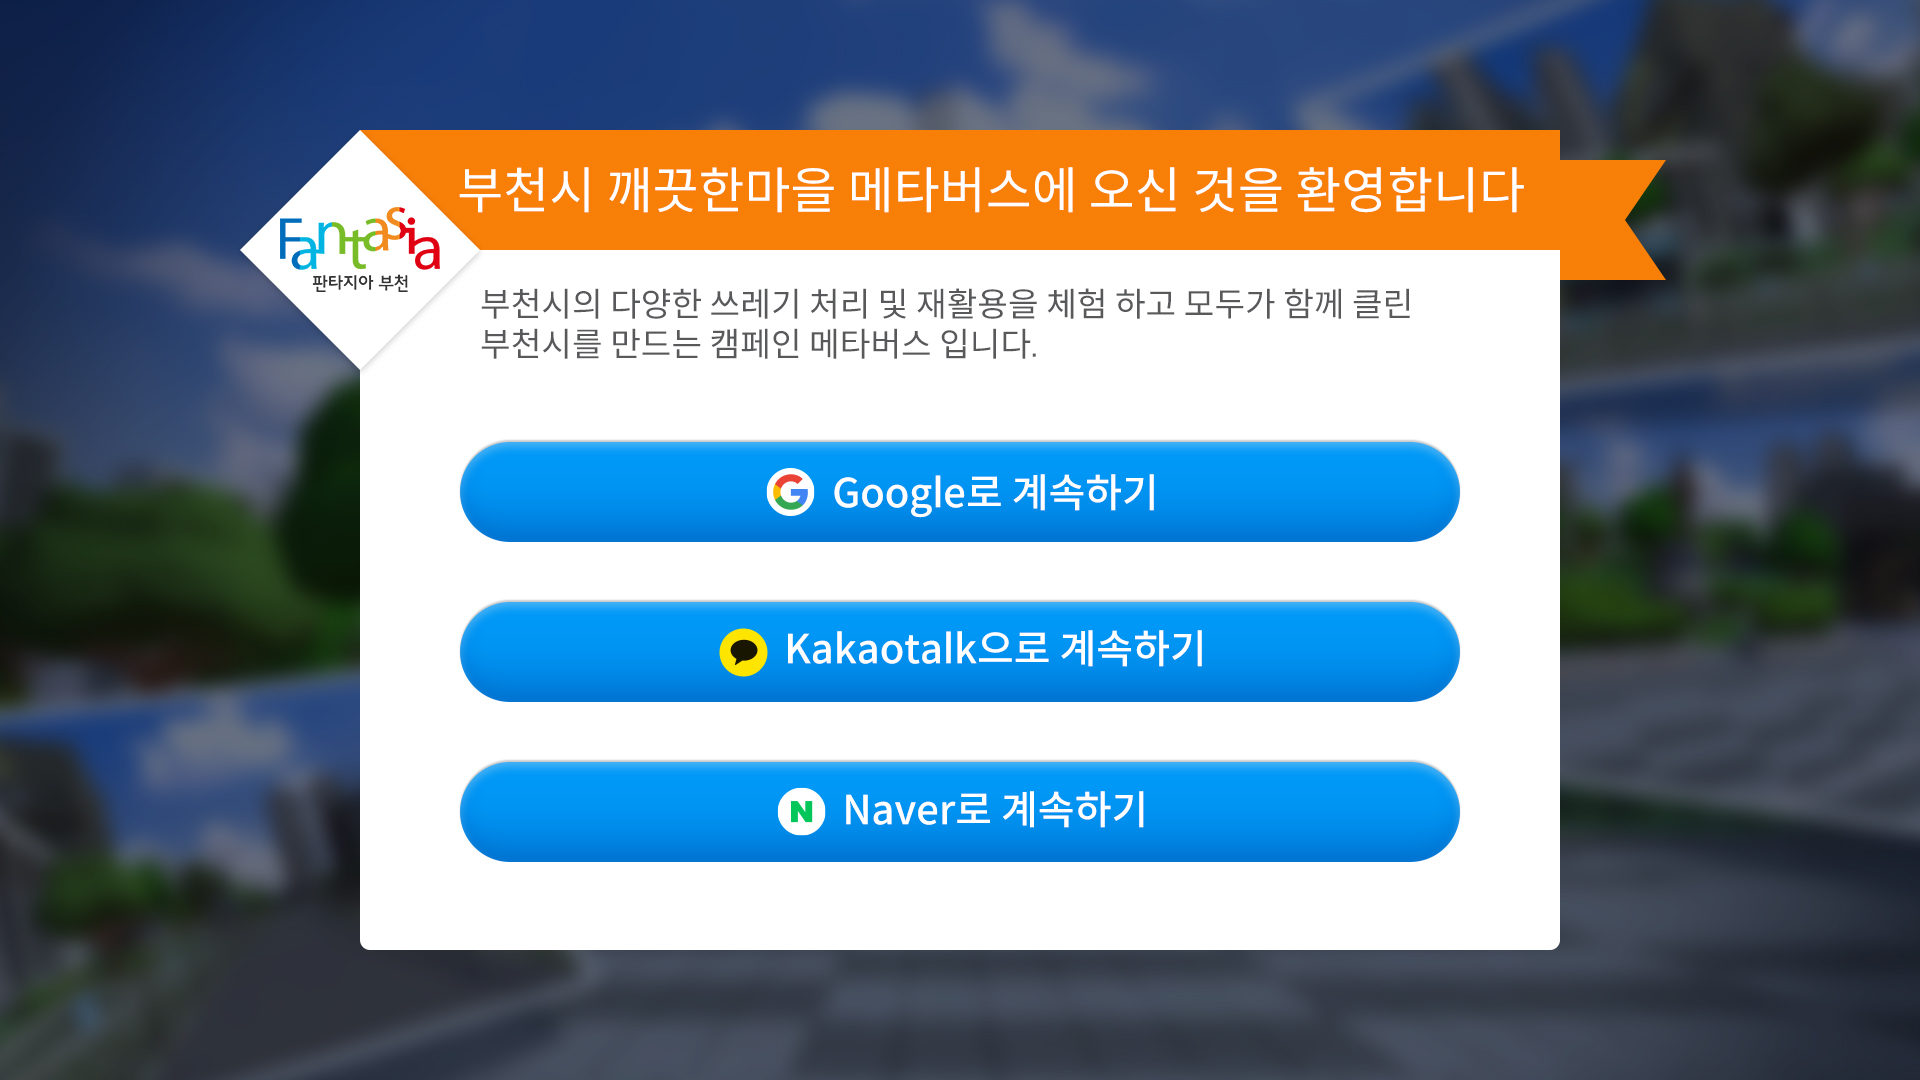 부천시 깨끗한마을 메타버스에 오신 것을 환영합니다
Fantasia
판타지아 부천
부천시의 다양한 쓰레기 처리 및 재활용을 체험 하고 모두가 함께 클린
부천시를 만드는 캠페인 메타버스 입니다.
Google로 계속하기
Kakaotalk으로 계속하기
N Naver로 계속하기